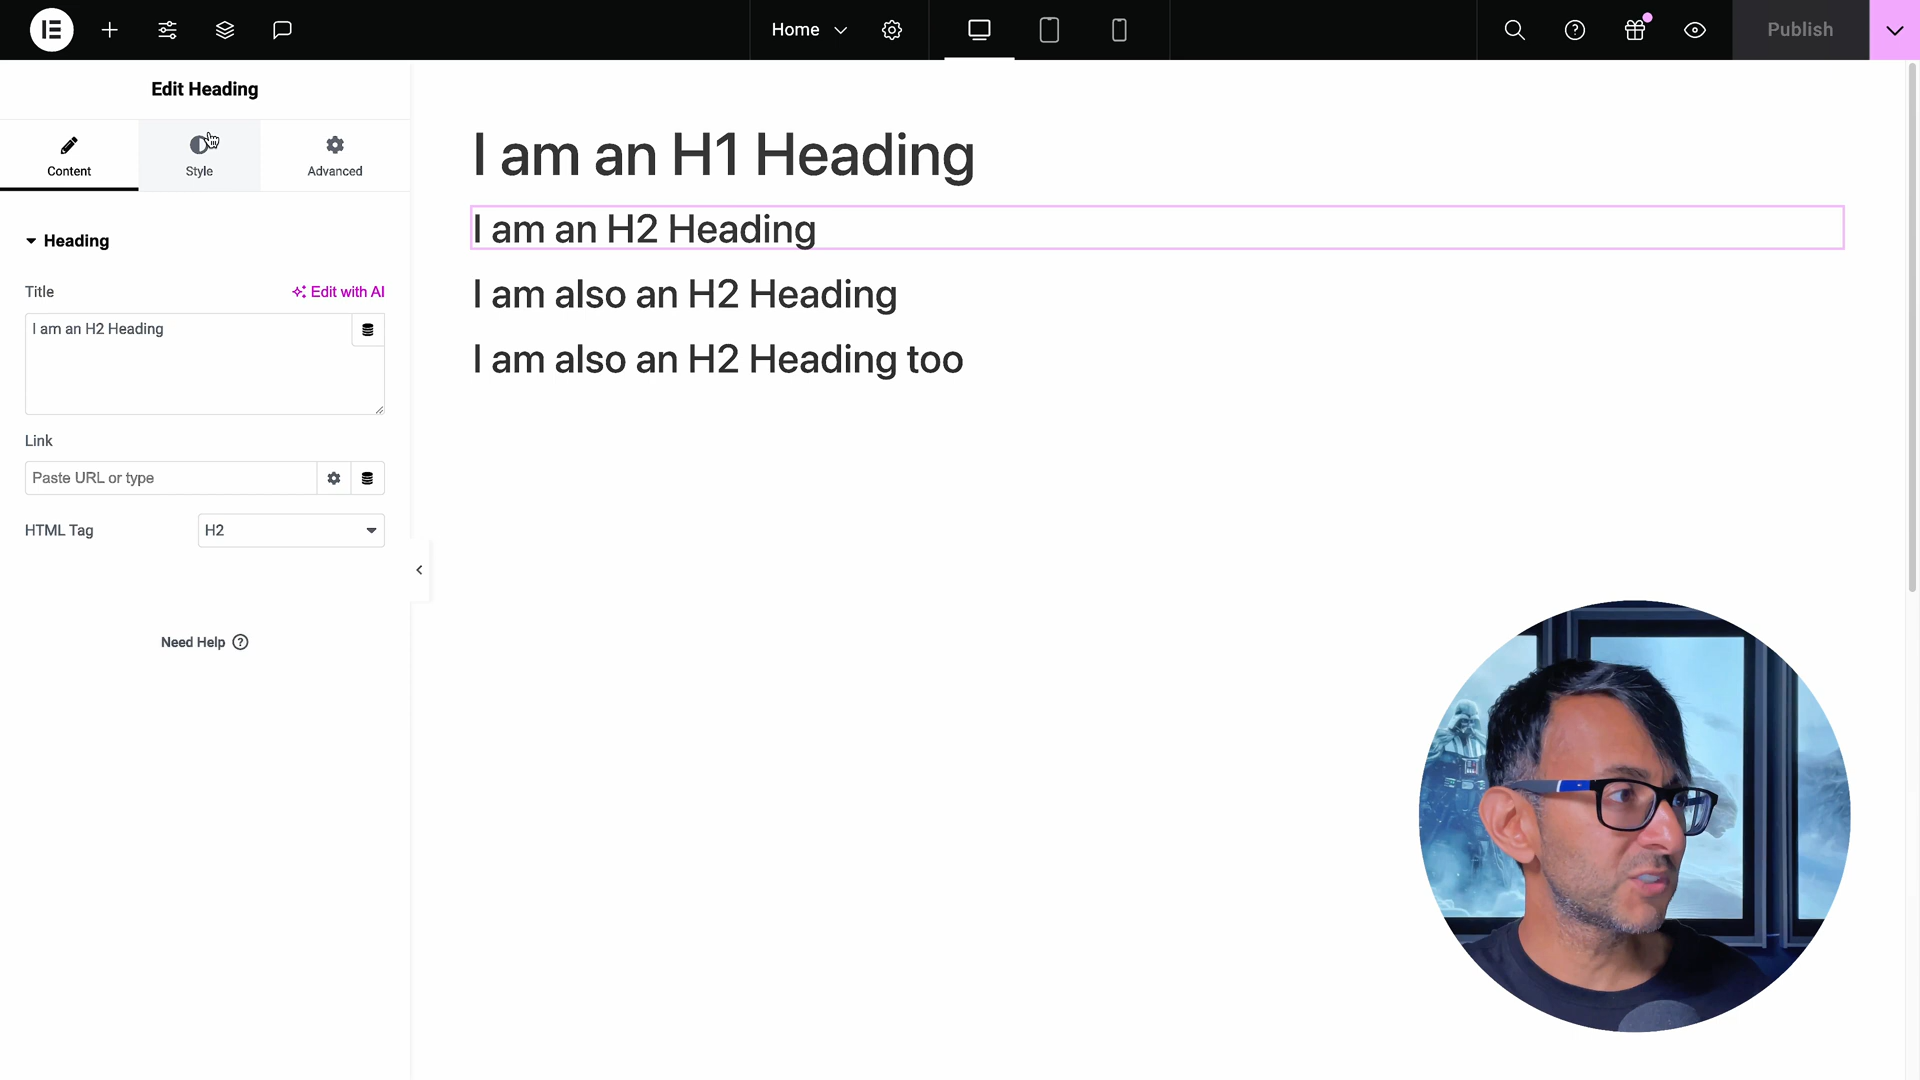 Home
Publish
Edit Heading
Content
Style
Advanced
Heading
Title
Edit with AI
I am an H2 Heading
Link
Paste URL or type
HTML Tag
H2
Need Help
I am an H1 Heading
I am an H2 Heading
I am also an H2 Heading
I am also an H2 Heading too